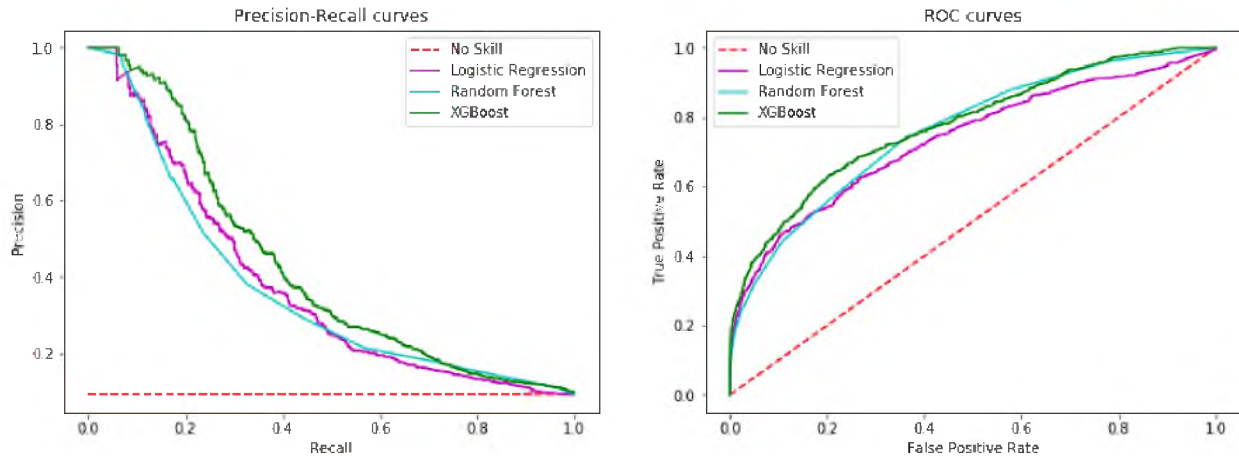 Precision-Recall curves
1.0
0.8
0.6
0.4
0.2
Precision
0.0
0.2
0.4
0.6
0.8
1.0
Recall
No Skill
Logistic Regression
Random Forest
XGBoost
ROC curves
1.0
0.8
0.6
0.4
0.2
0.0
True Positive Rate
0.0
0.2
0.4
0.6
0.8
1.0
False Positive Rate
No Skill
Logistic Regression
Random Forest
XGBoost